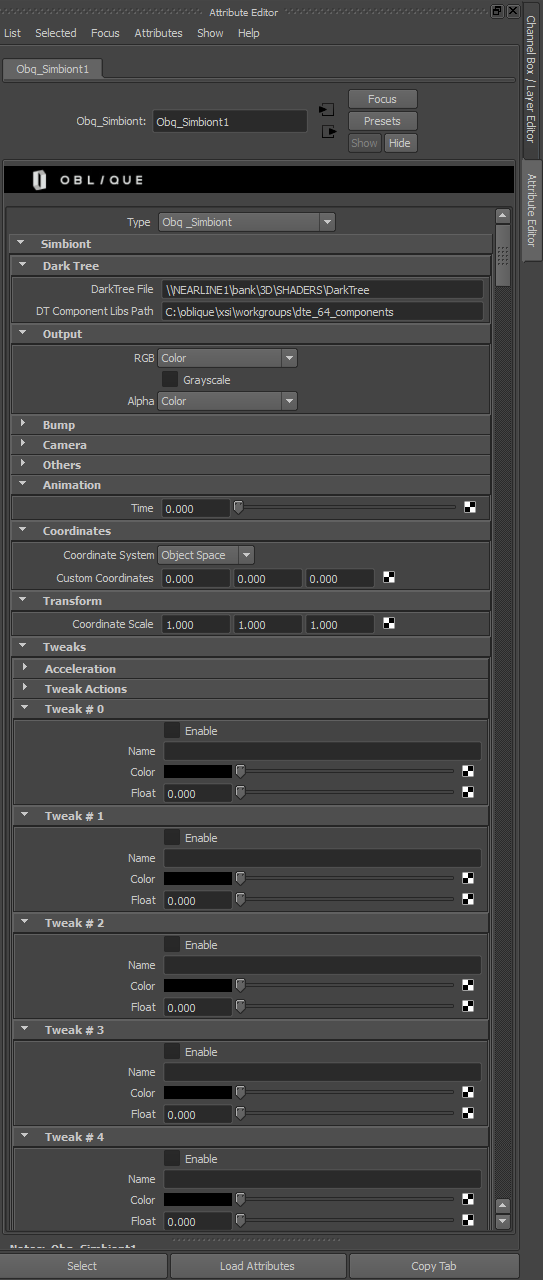 Attribute Editor
List Selected Focus Attributes Show Help
Obq_Simbiont1
Obq_Simbiont: Obq_Simbiont1
Focus
Presets
Show Hide
OBL/QUE
Type Obq _Simbiont
Simbiont
Dark Tree
DarkTree File \\NEARLINE1\bank\3D\SHADERS\DarkTree
DT Component Libs Path C:\oblique\xsi\workgroups\dte_64_components
Output
RGB Color
Grayscale
Alpha Color
Bump
Camera
Others
Animation
Time 0.000
Coordinates
Coordinate System Object Space
Custom Coordinates 0.000 0.000 0.000
Transform
Coordinate Scale 1.000 1.000 1.000
Tweaks
Acceleration
Tweak Actions
Tweak # 0
Enable
Name
Color
Float 0.000
Tweak # 1
Enable
Name
Color
Float 0.000
Tweak # 2
Enable
Name
Color
Float 0.000
Tweak # 3
Enable
Name
Color
Float 0.000
Tweak # 4
Enable
Name
Color
Float 0.000
Notes: Obq_Simbiont1
Select Load Attributes Copy Tab
Channel Box / Layer Editor
Attribute Editor